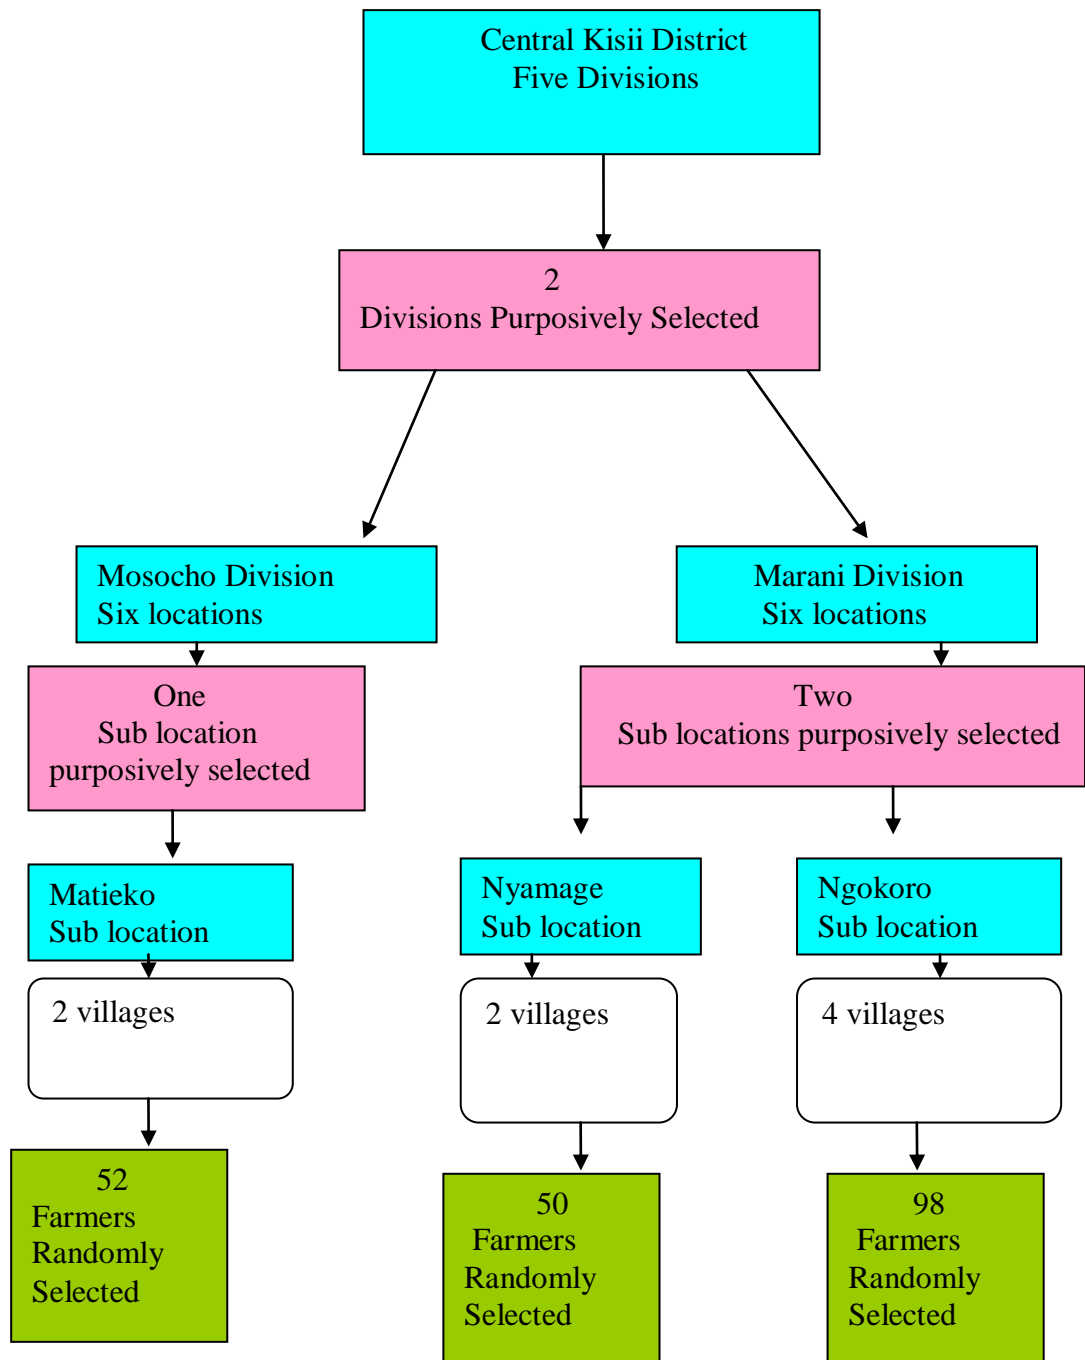 Central Kisii District
Five Divisions
2
Divisions Purposively Selected
Mosocho Division
Six locations
Marani Division
Six locations
One
Sub location
purposively selected
Two
Sub locations purposively selected
Matieko
Sub location
Nyamage
Sub location
Ngokoro
Sub location
2 villages
2 villages
4 villages
52
Farmers
Randomly
Selected
50
Farmers
Randomly
Selected
98
Farmers
Randomly
Selected